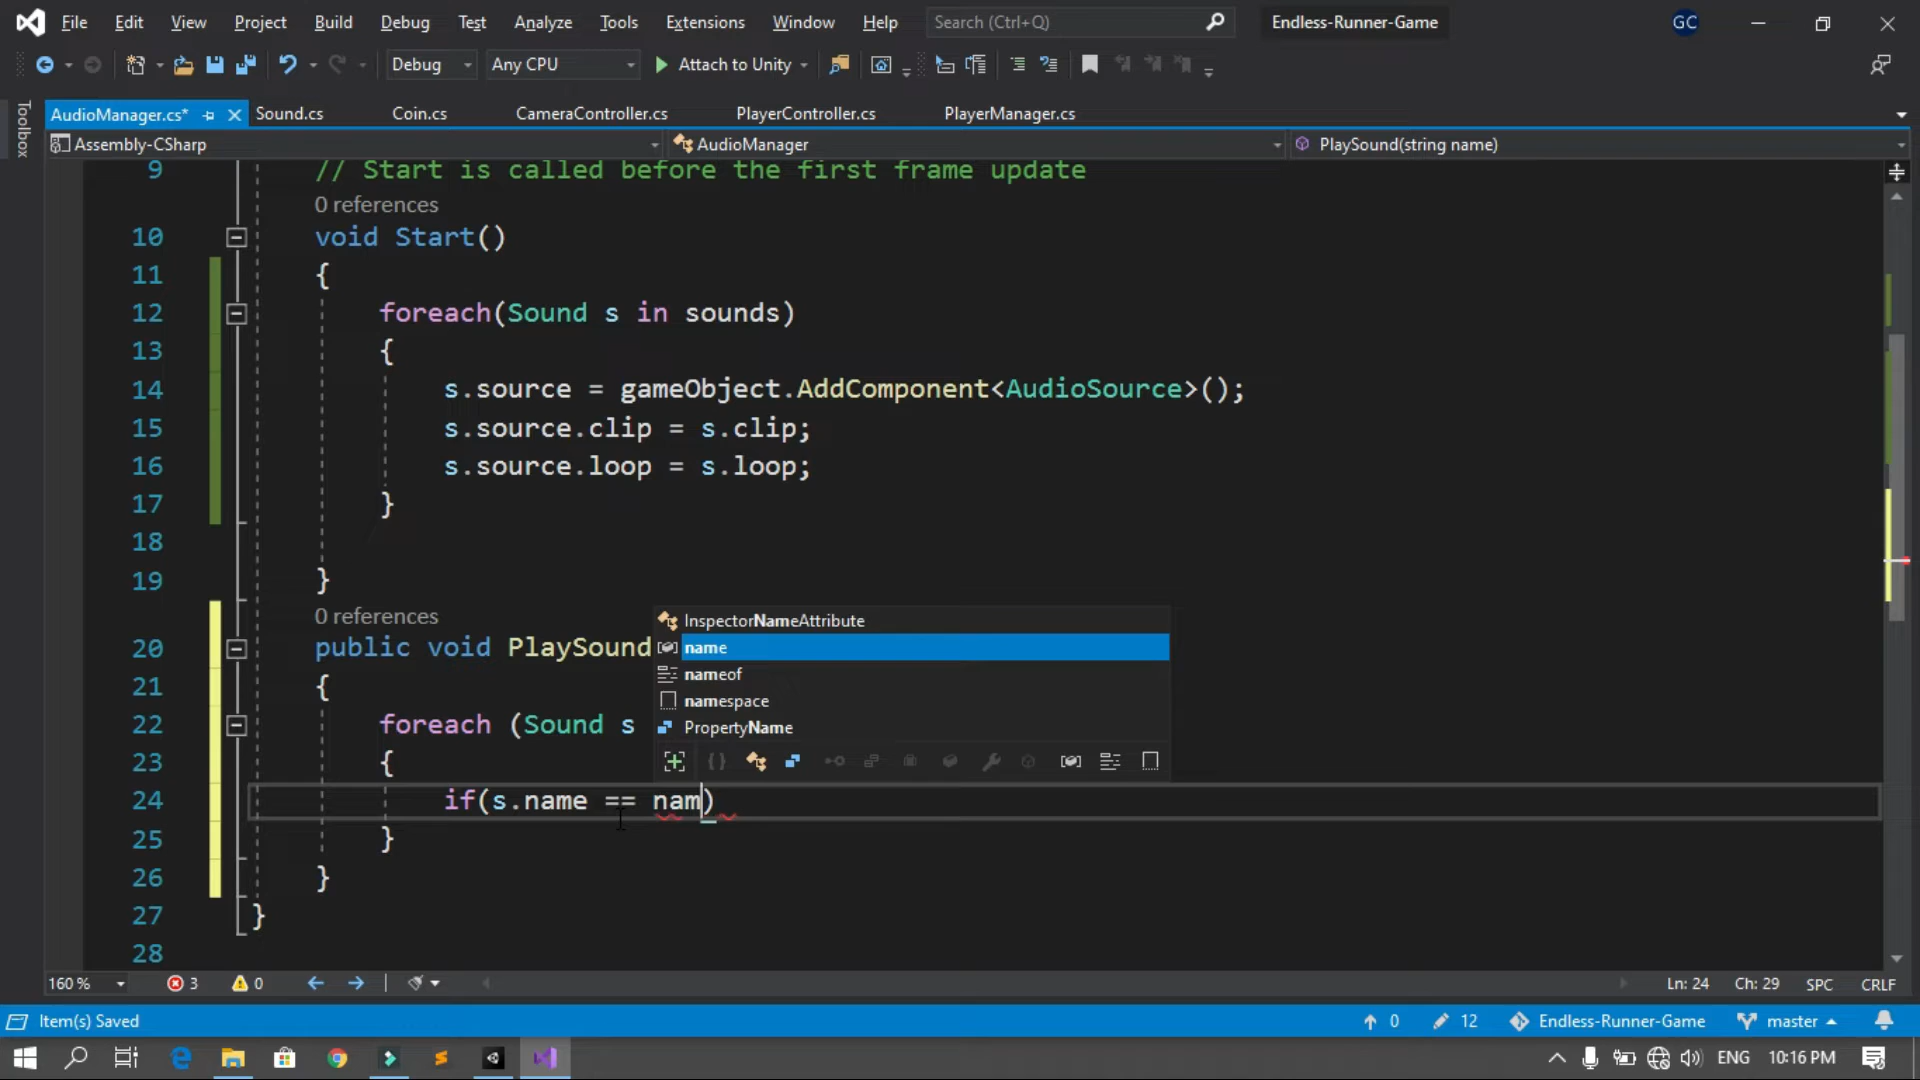 File Edit View Project Build Debug Test Analyze Tools Extensions Window Help Search (Ctrl+Q) Endless-Runner-Game GC
Debug Any CPU Attach to Unity
Toolbox
AudioManager.cs* Sound.cs Coin.cs CameraController.cs PlayerController.cs PlayerManager.cs
Assembly-CSharp AudioManager PlaySound(string name)
9 // Start is called before the first frame update
0 references
10 void Start()
11 {
12 foreach(Sound s in sounds)
13 {
14 s.source = gameObject.AddComponent<AudioSource>();
15 s.source.clip = s.clip;
16 s.source.loop = s.loop;
17 }
18
19 }
0 references
InspectorNameAttribute
20 public void PlaySound
name
nameof
21 {
namespace
22 foreach (Sound s
PropertyName
23 {
24 if(s.name == nam)
25 }
26 }
27 }
28
160 % 3 0 Ln: 24 Ch: 29 SPC CRLF
Item(s) Saved 0 12 Endless-Runner-Game master
ENG 10:16 PM